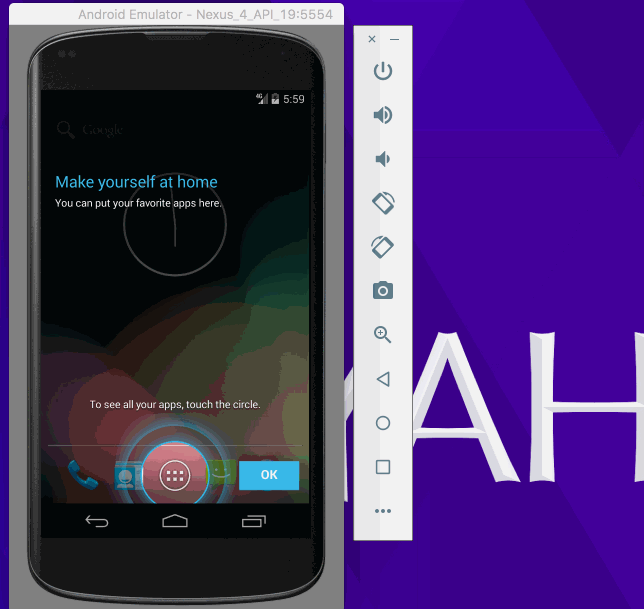 Android Emulator - Nexus_4_API_19:5554
4G 5:59
Google
Make yourself at home
You can put your favorite apps here.
To see all your apps, touch the circle.
OK
AH